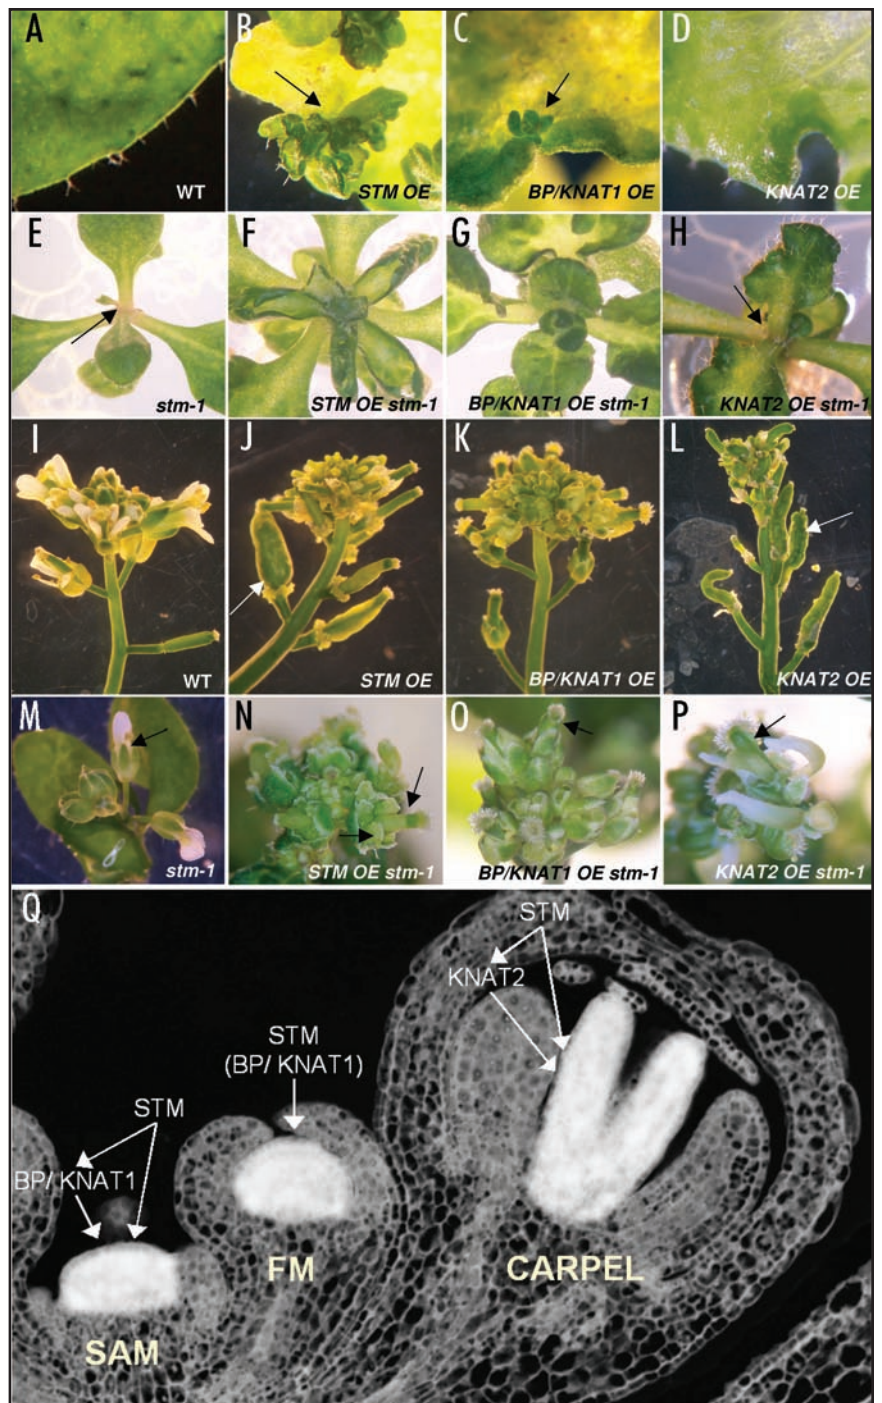 A
WT
B
STM OE
C
BP/KNAT1 OE
D
KNAT2 OE
E
stm-1
F
STM OE stm-1
G
BP/KNAT1 OE stm-1
H
KNAT2 OE stm-1
I
WT
J
STM OE
K
BP/KNAT1 OE
L
KNAT2 OE
M
stm-1
N
STM OE stm-1
O
BP/KNAT1 OE stm-1
P
KNAT2 OE stm-1
Q
STM
KNAT2
STM
(BP/ KNAT1)
STM
BP/ KNAT1
FM
CARPEL
SAM